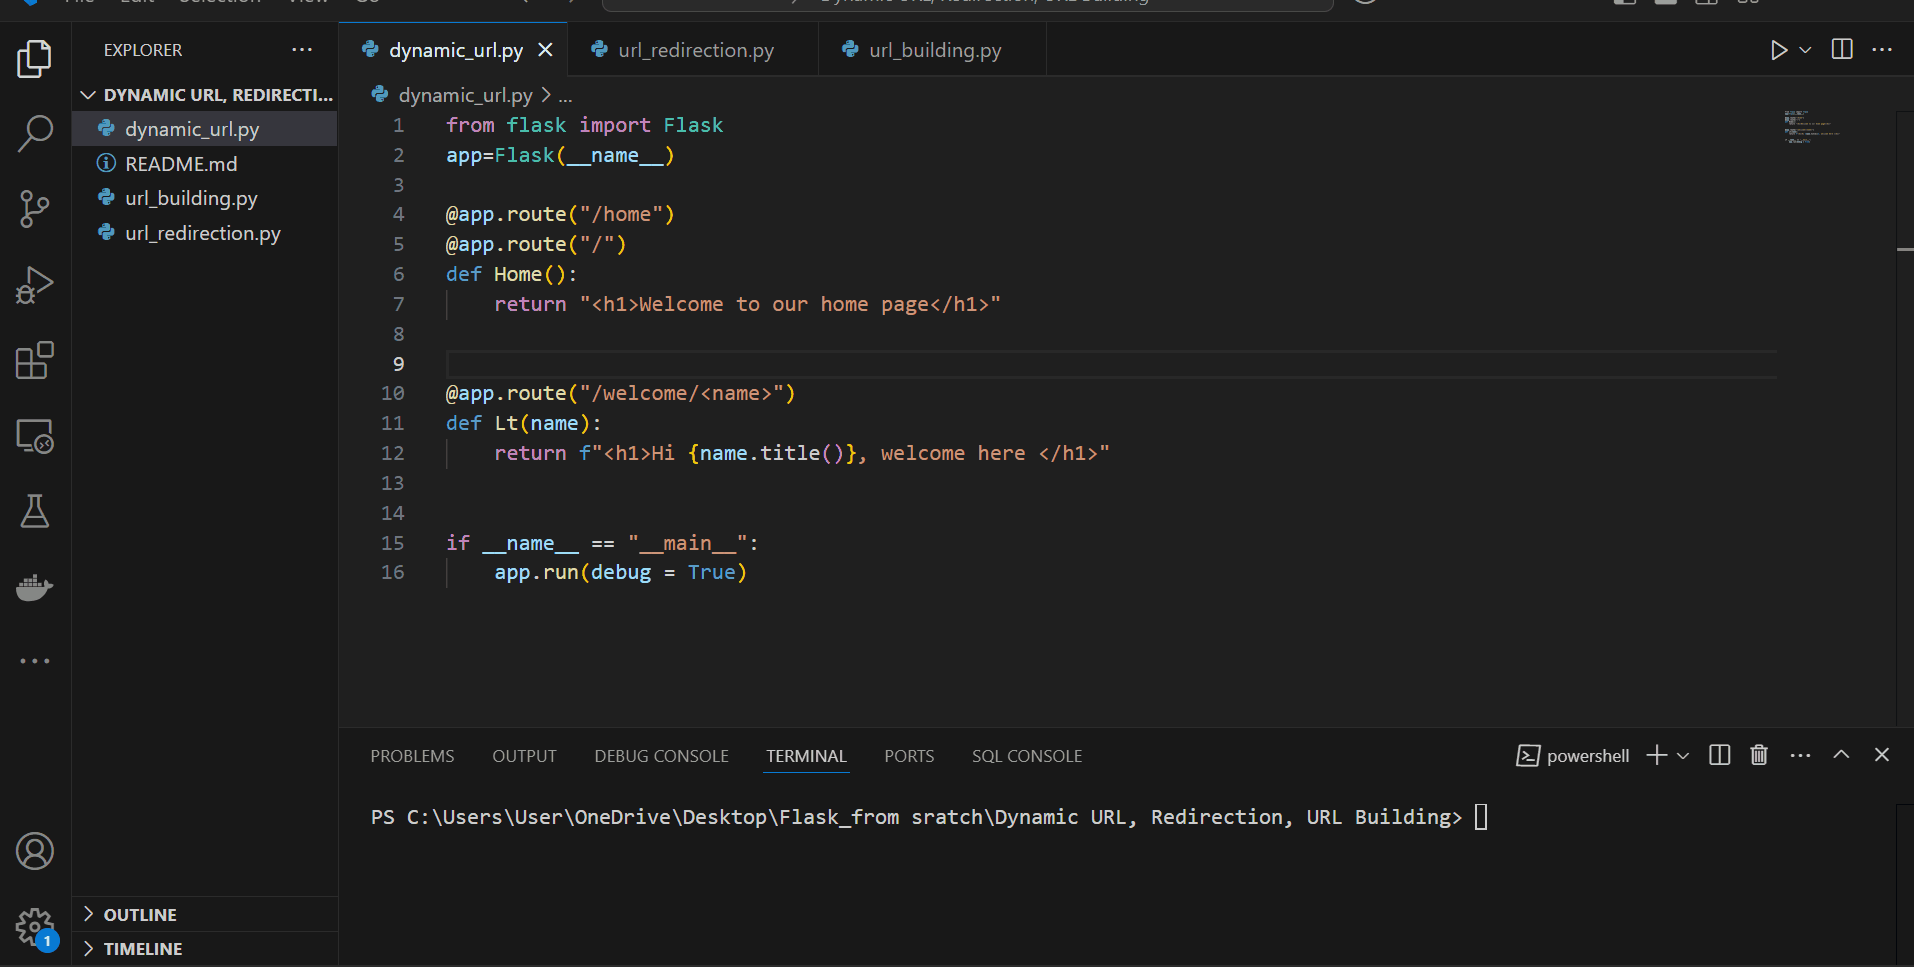 EXPLORER
dynamic_url.py
url_redirection.py
url_building.py
DYNAMIC URL, REDIRECTI...
dynamic_url.py
README.md
url_building.py
url_redirection.py
dynamic_url.py > ...
1 from flask import Flask
2 app=Flask(__name__)
3
4 @app.route("/home")
5 @app.route("/")
6 def Home():
7     return "<h1>Welcome to our home page</h1>"
8
9
10 @app.route("/welcome/<name>")
11 def Lt(name):
12     return f"<h1>Hi {name.title()}, welcome here </h1>"
13
14
15 if __name__ == "__main__":
16     app.run(debug = True)
PROBLEMS OUTPUT DEBUG CONSOLE TERMINAL PORTS SQL CONSOLE
powershell
PS C:\Users\User\OneDrive\Desktop\Flask_from sratch\Dynamic URL, Redirection, URL Building>
OUTLINE
TIMELINE
1